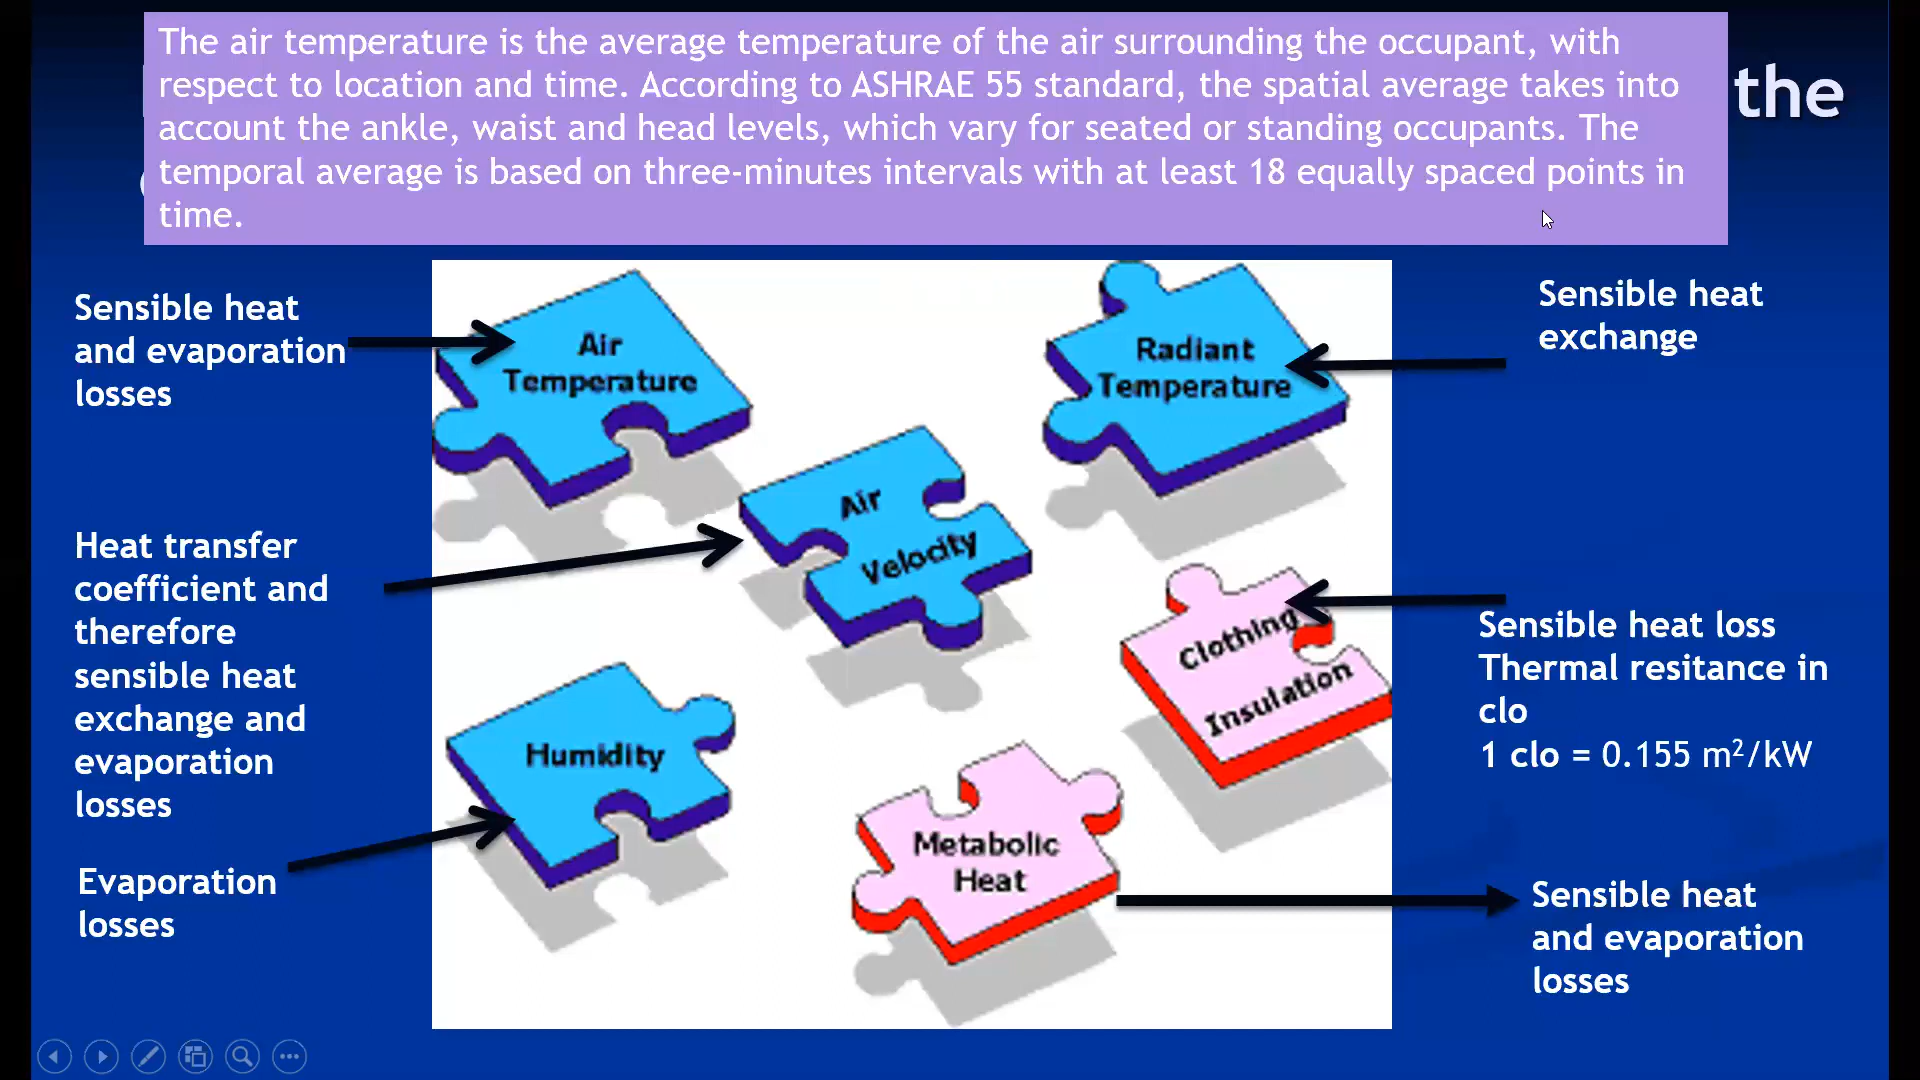 The air temperature is the average temperature of the air surrounding the occupant, with
respect to location and time. According to ASHRAE 55 standard, the spatial average takes into
account the ankle, waist and head levels, which vary for seated or standing occupants. The
temporal average is based on three-minutes intervals with at least 18 equally spaced points in
time.
the
Sensible heat
and evaporation
losses
Air
Temperature
Radiant
Temperature
Sensible heat
exchange
Heat transfer
coefficient and
therefore
sensible heat
exchange and
evaporation
losses
Air
Velocity
Clothing
Insulation
Sensible heat loss
Thermal resitance in
clo
1 clo = 0.155 m²/kW
Humidity
Evaporation
losses
Metabolic
Heat
Sensible heat
and evaporation
losses